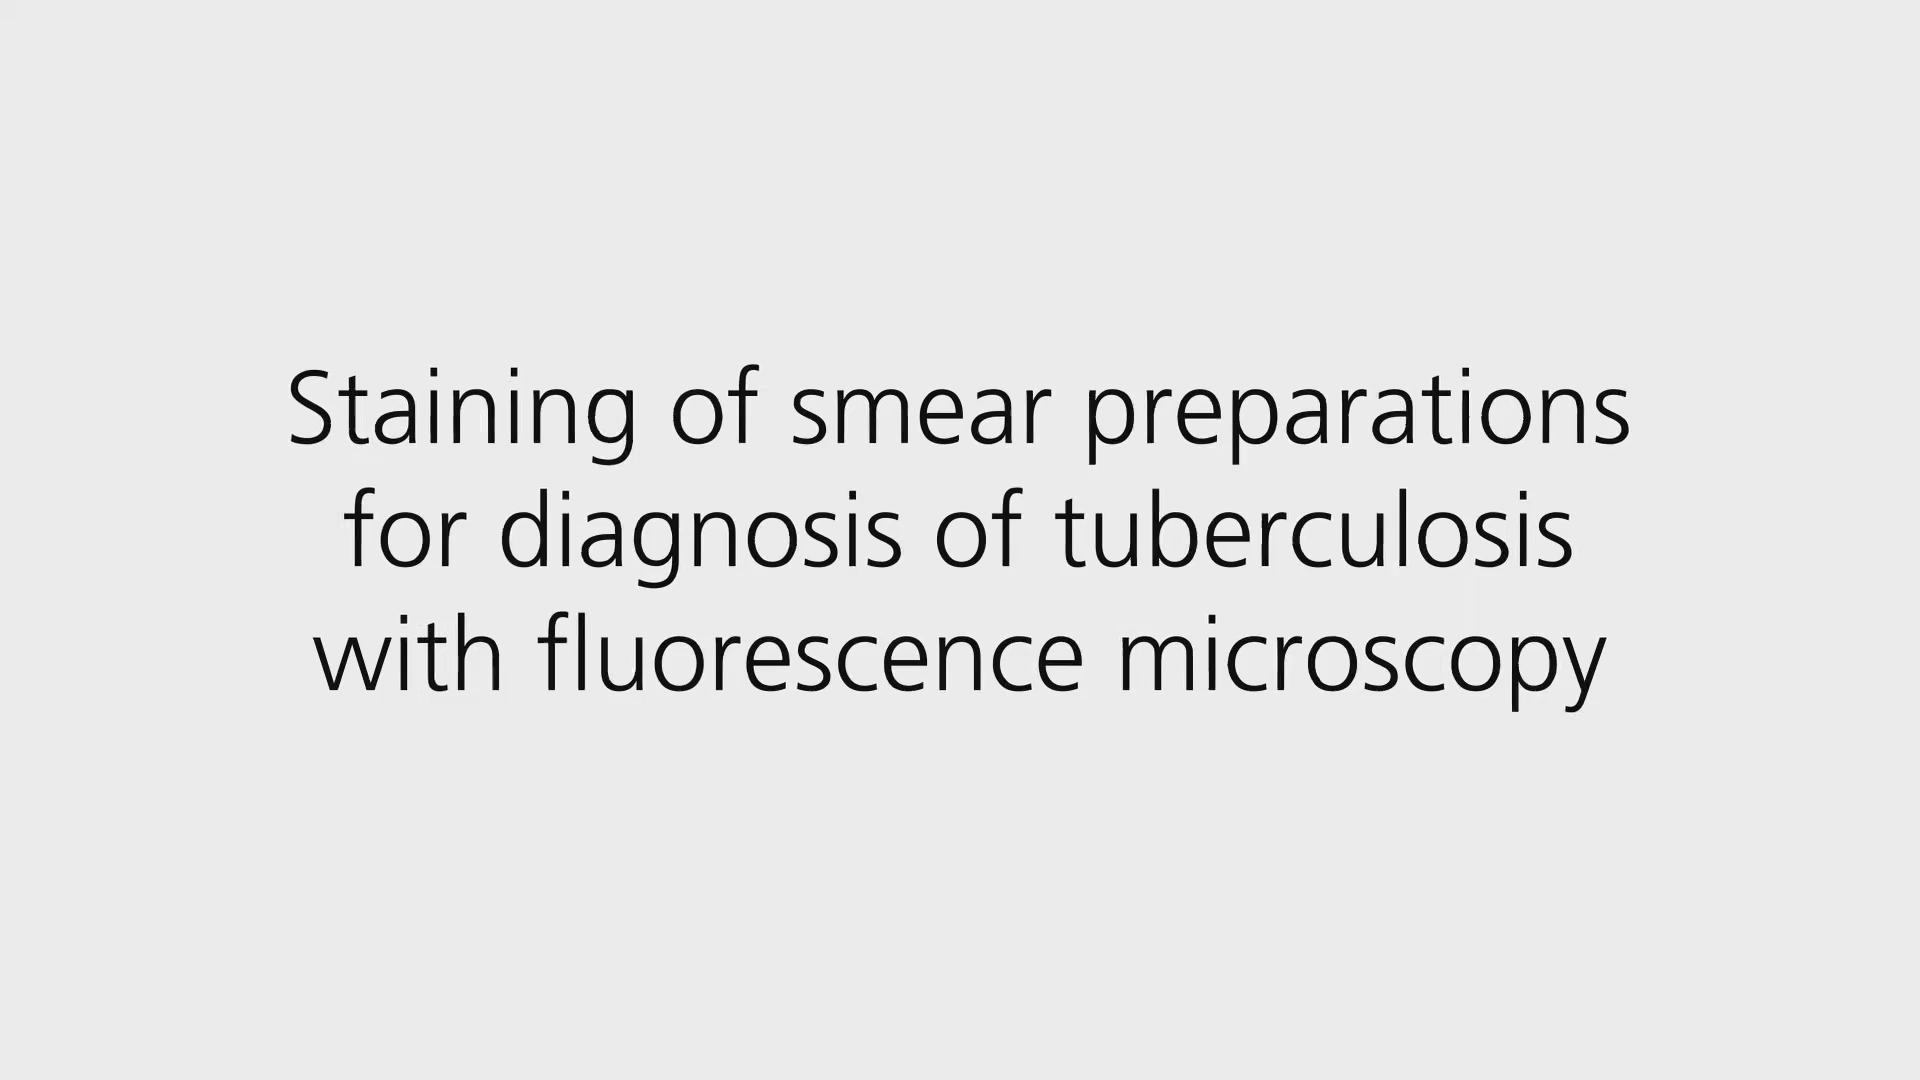 Staining of smear preparations
for diagnosis of tuberculosis
with fluorescence microscopy